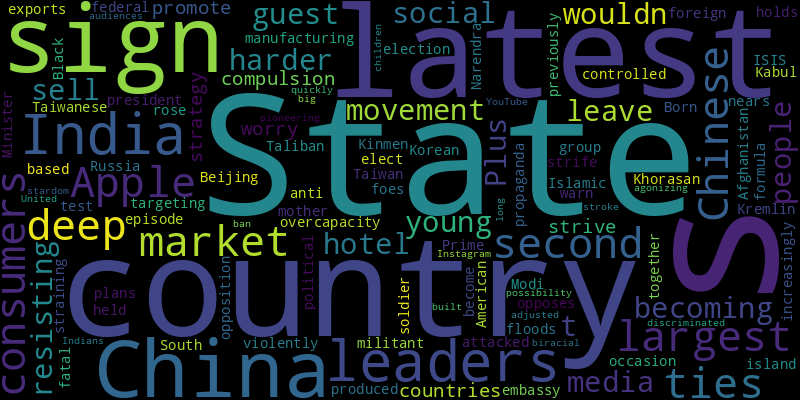 exports
federal
promote
guest
social
wouldn
foreign
holds
audiences
sign
Black
latest
manufacturing
election
previously
children
Narendra
harder
controlled
ISIS
Kabul
sell
compulsion
quickly
big
Taiwanese
president
rose
strategy
State
movement
YouTube
leave
Born
nears
chinese
people
Minister
India
pioneering
worry
Taliban
Kinmen
Korean
Plus
group
Afghanistan
formula
elect
strife
based
Russia
Beijing
Taiwan
Islamic
Khorasan
Apple
foes
warn
agonizing
stardom
anti
propaganda
United
test
targeting
mother
long
stroke
Kremlin
consumers
deep
episode
overcapacity
young
ban
strive
S
market
hotel
Prime
second
resisting
Instagram
together
increasingly
straining
country
political
opposition
soldier
become
American
Modi
possibility
plans
held
opposes
becoming
built
adjusted
floods
t
discriminated
largest
Indians
South
violently
militant
attacked
biracial
fatal
China
leaders
occasion
island
produced
countries
embassy
media
ties